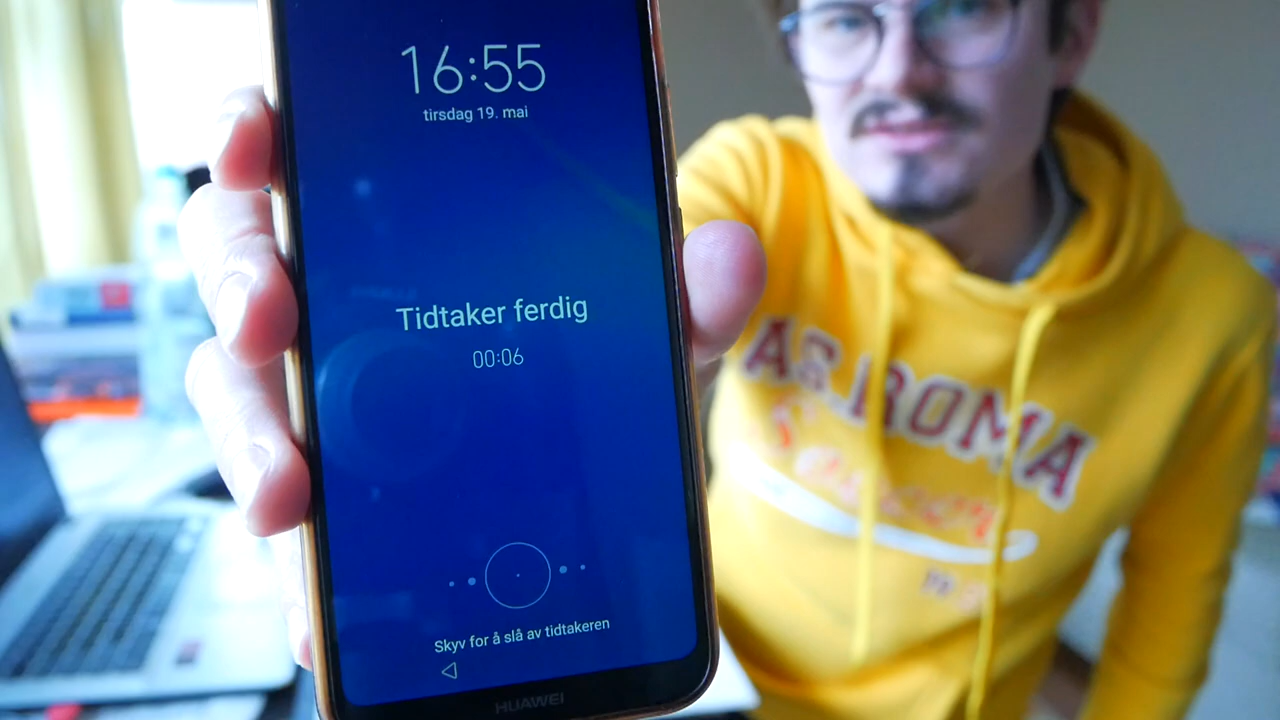 16:55
tirsdag 19. mai
Tidtaker ferdig
00:06
Skyv for å slå av tidtakeren
HUAWEI
AS. ROMA